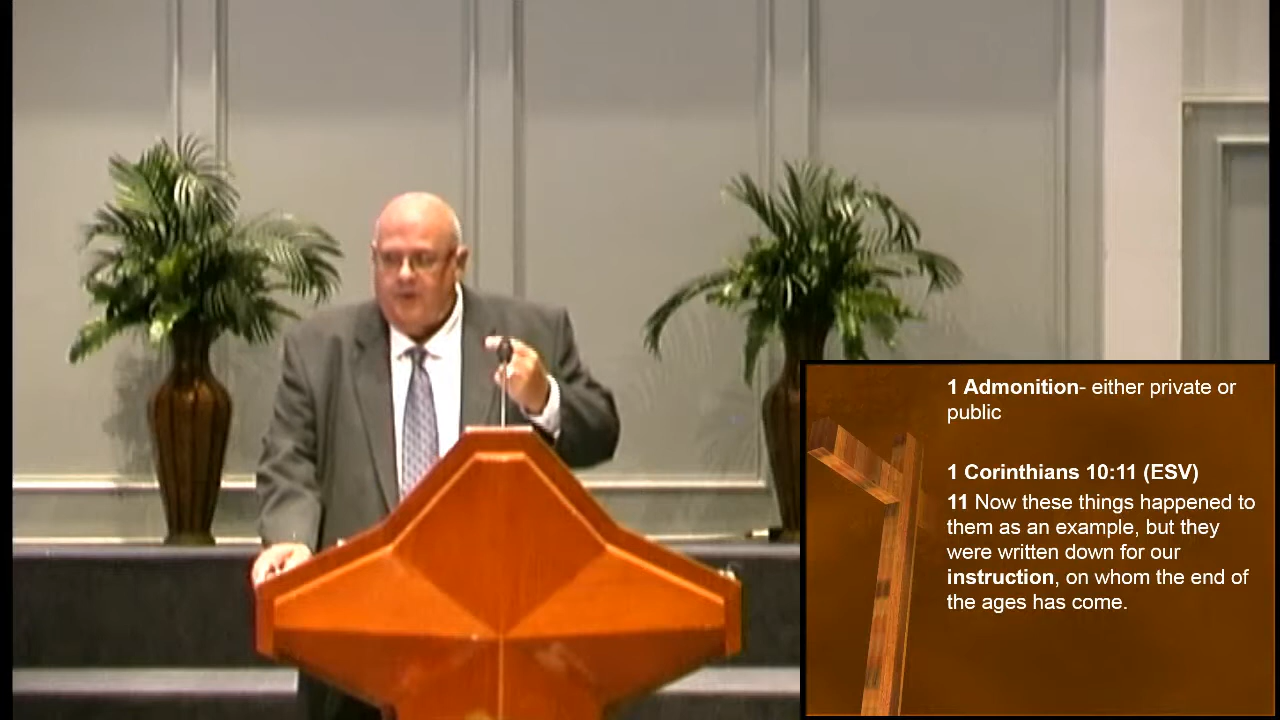 1 Admonition- either private or
public
1 Corinthians 10:11 (ESV)
11 Now these things happened to
them as an example, but they
were written down for our
instruction, on whom the end of
the ages has come.